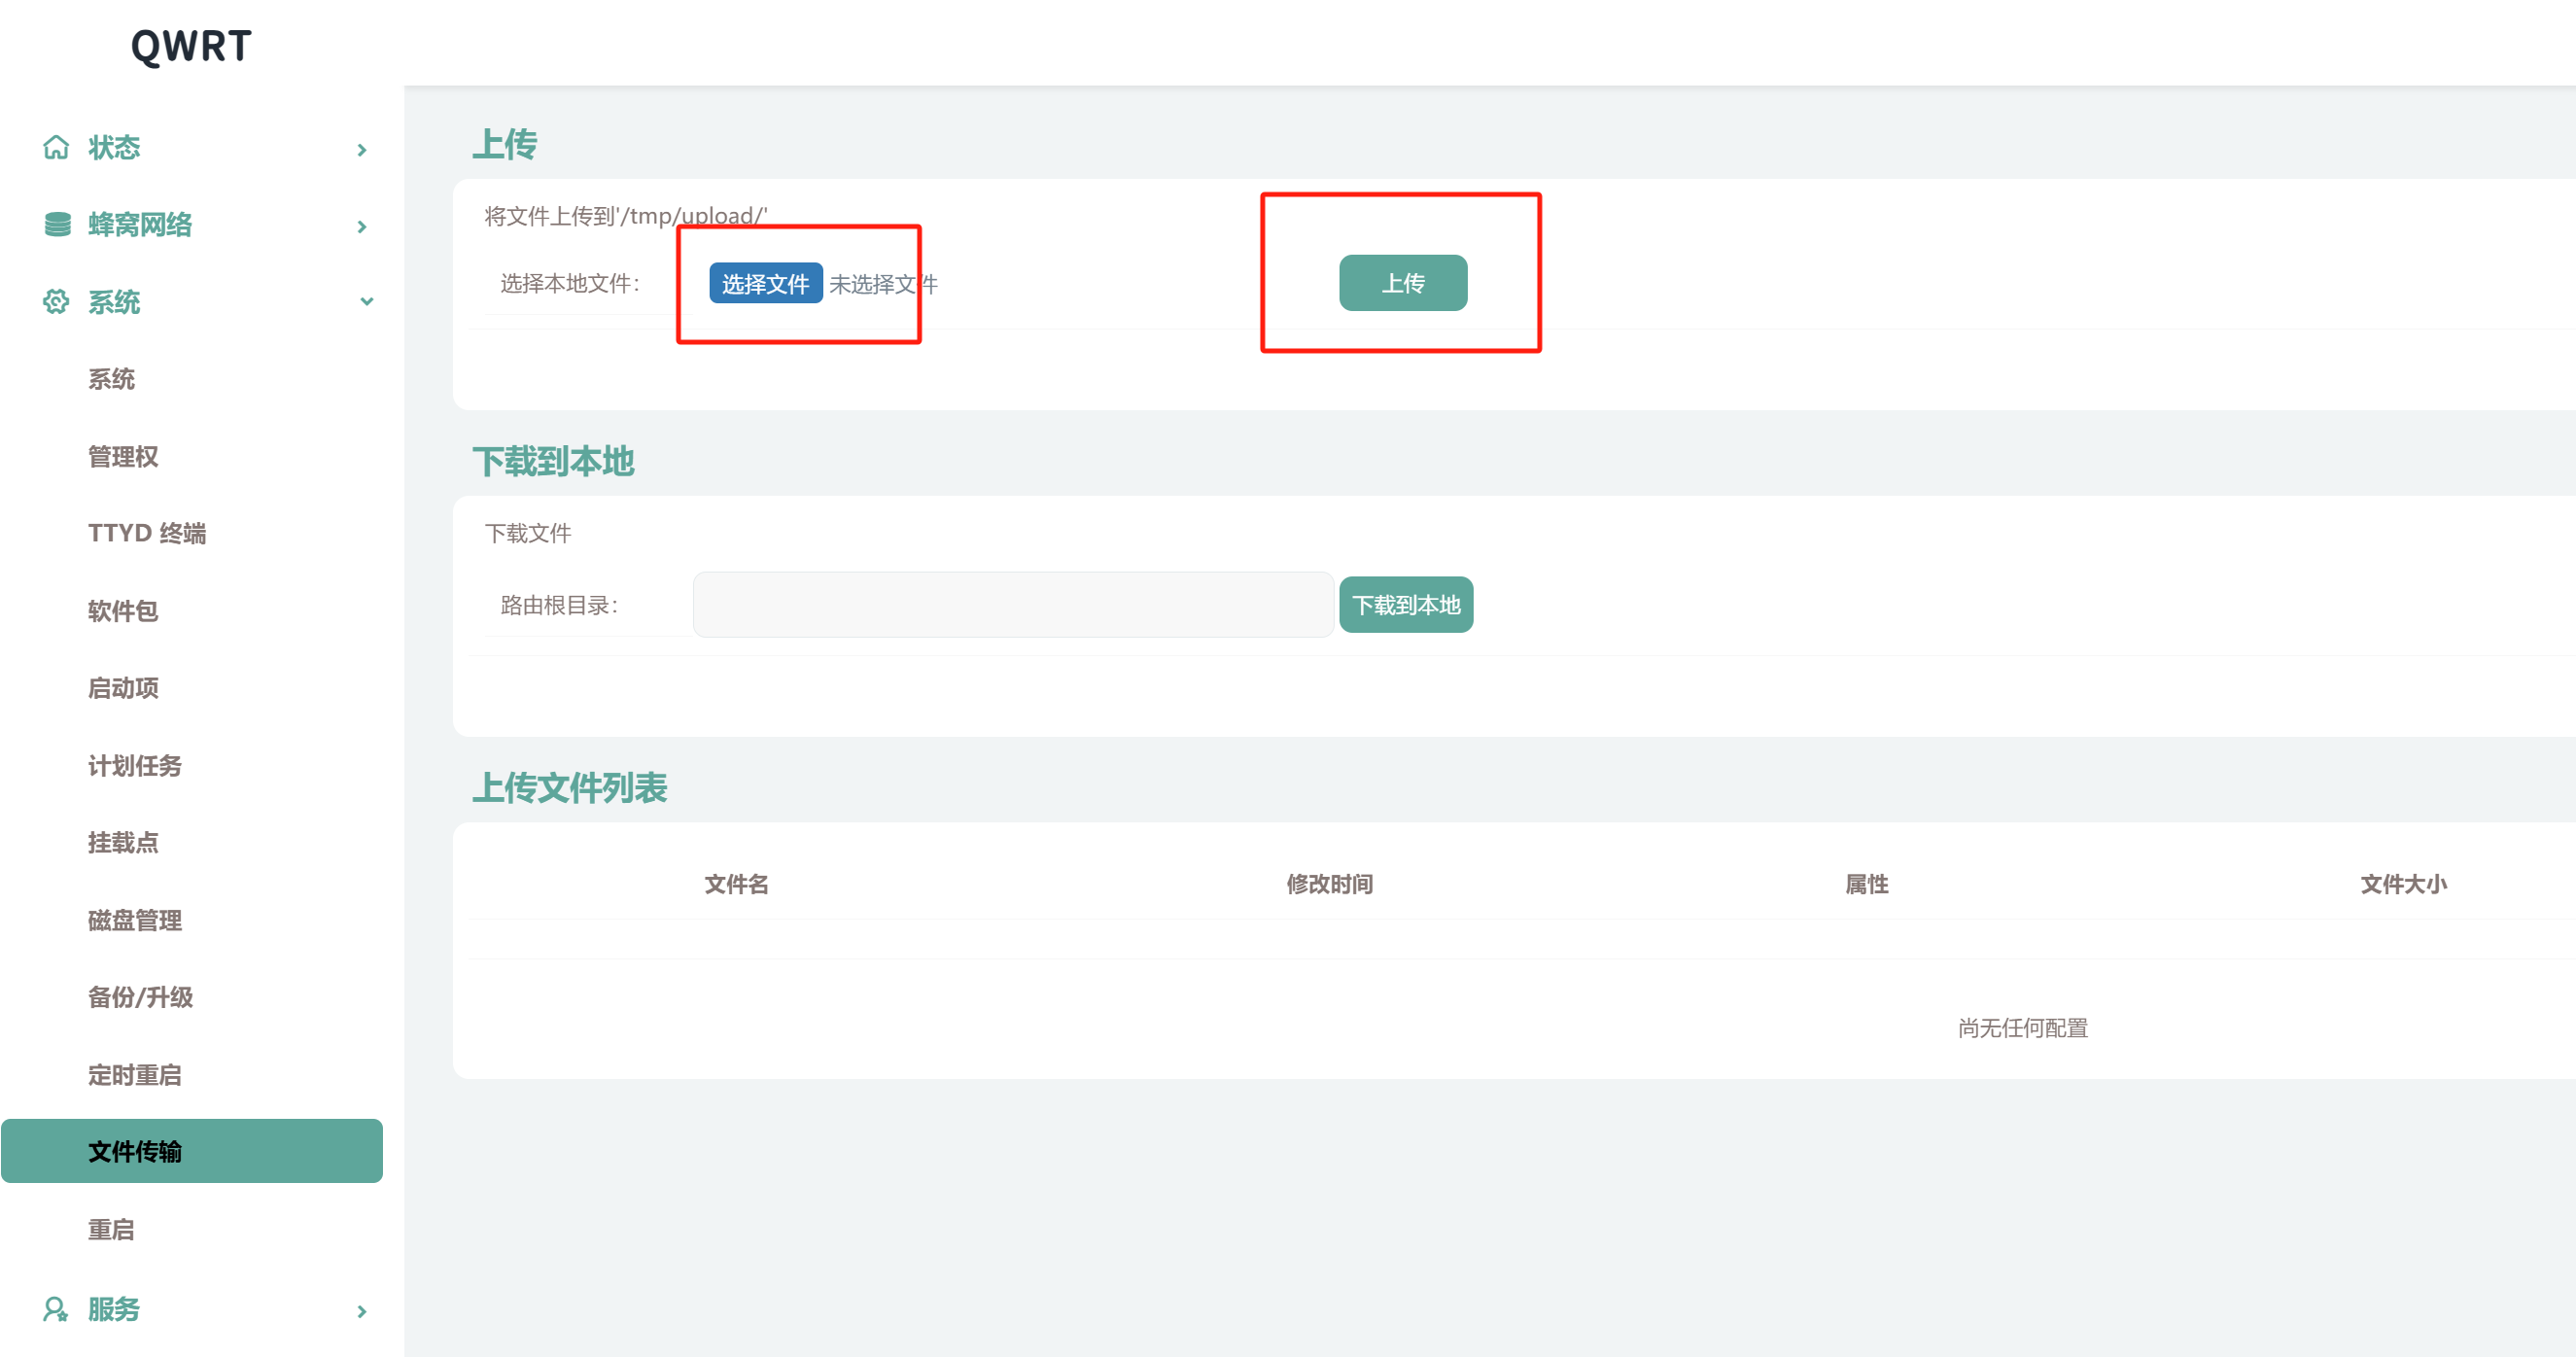 QWRT
状态
蜂窝网络
系统
系统
管理权
TTYD 终端
软件包
启动项
计划任务
挂载点
磁盘管理
备份/升级
定时重启
文件传输
重启
服务
上传
将文件上传到'/tmp/upload/'
选择本地文件： 选择文件 未选择文件 上传
下载到本地
下载文件
路由根目录： 下载到本地
上传文件列表
文件名 修改时间 属性 文件大小
尚无任何配置